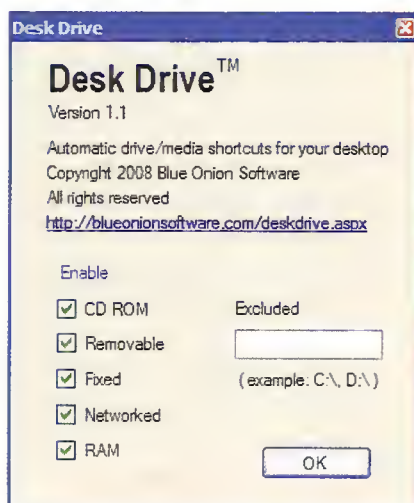 Desk Drive
Desk Drive™
Version 1.1
Automatic drive/media shortcuts for your desktop
Copyright 2008 Blue Onion Software
All rights reserved
http://blueonionsoftware.com/deskdrive.aspx
Enable
CD ROM
Excluded
Removable
Fixed
(example: C:\, D:\)
Networked
RAM
OK